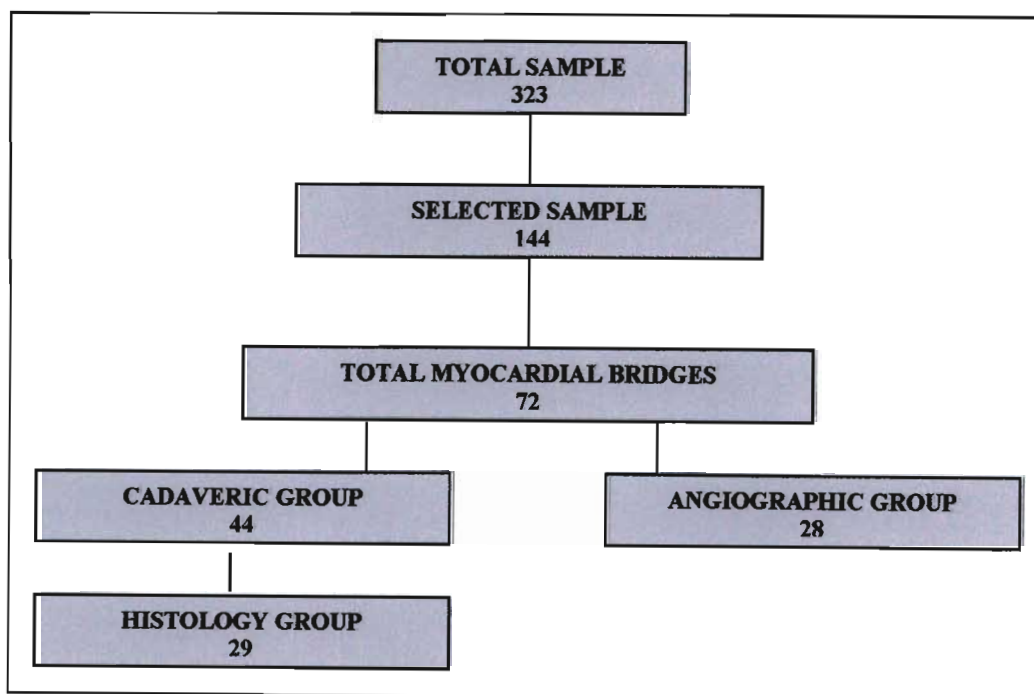 TOTAL SAMPLE
323
SELECTED SAMPLE
144
TOTAL MYOCARDIAL BRIDGES
72
CADAVERIC GROUP
44
ANGIOGRAPHIC GROUP
28
HISTOLOGY GROUP
29